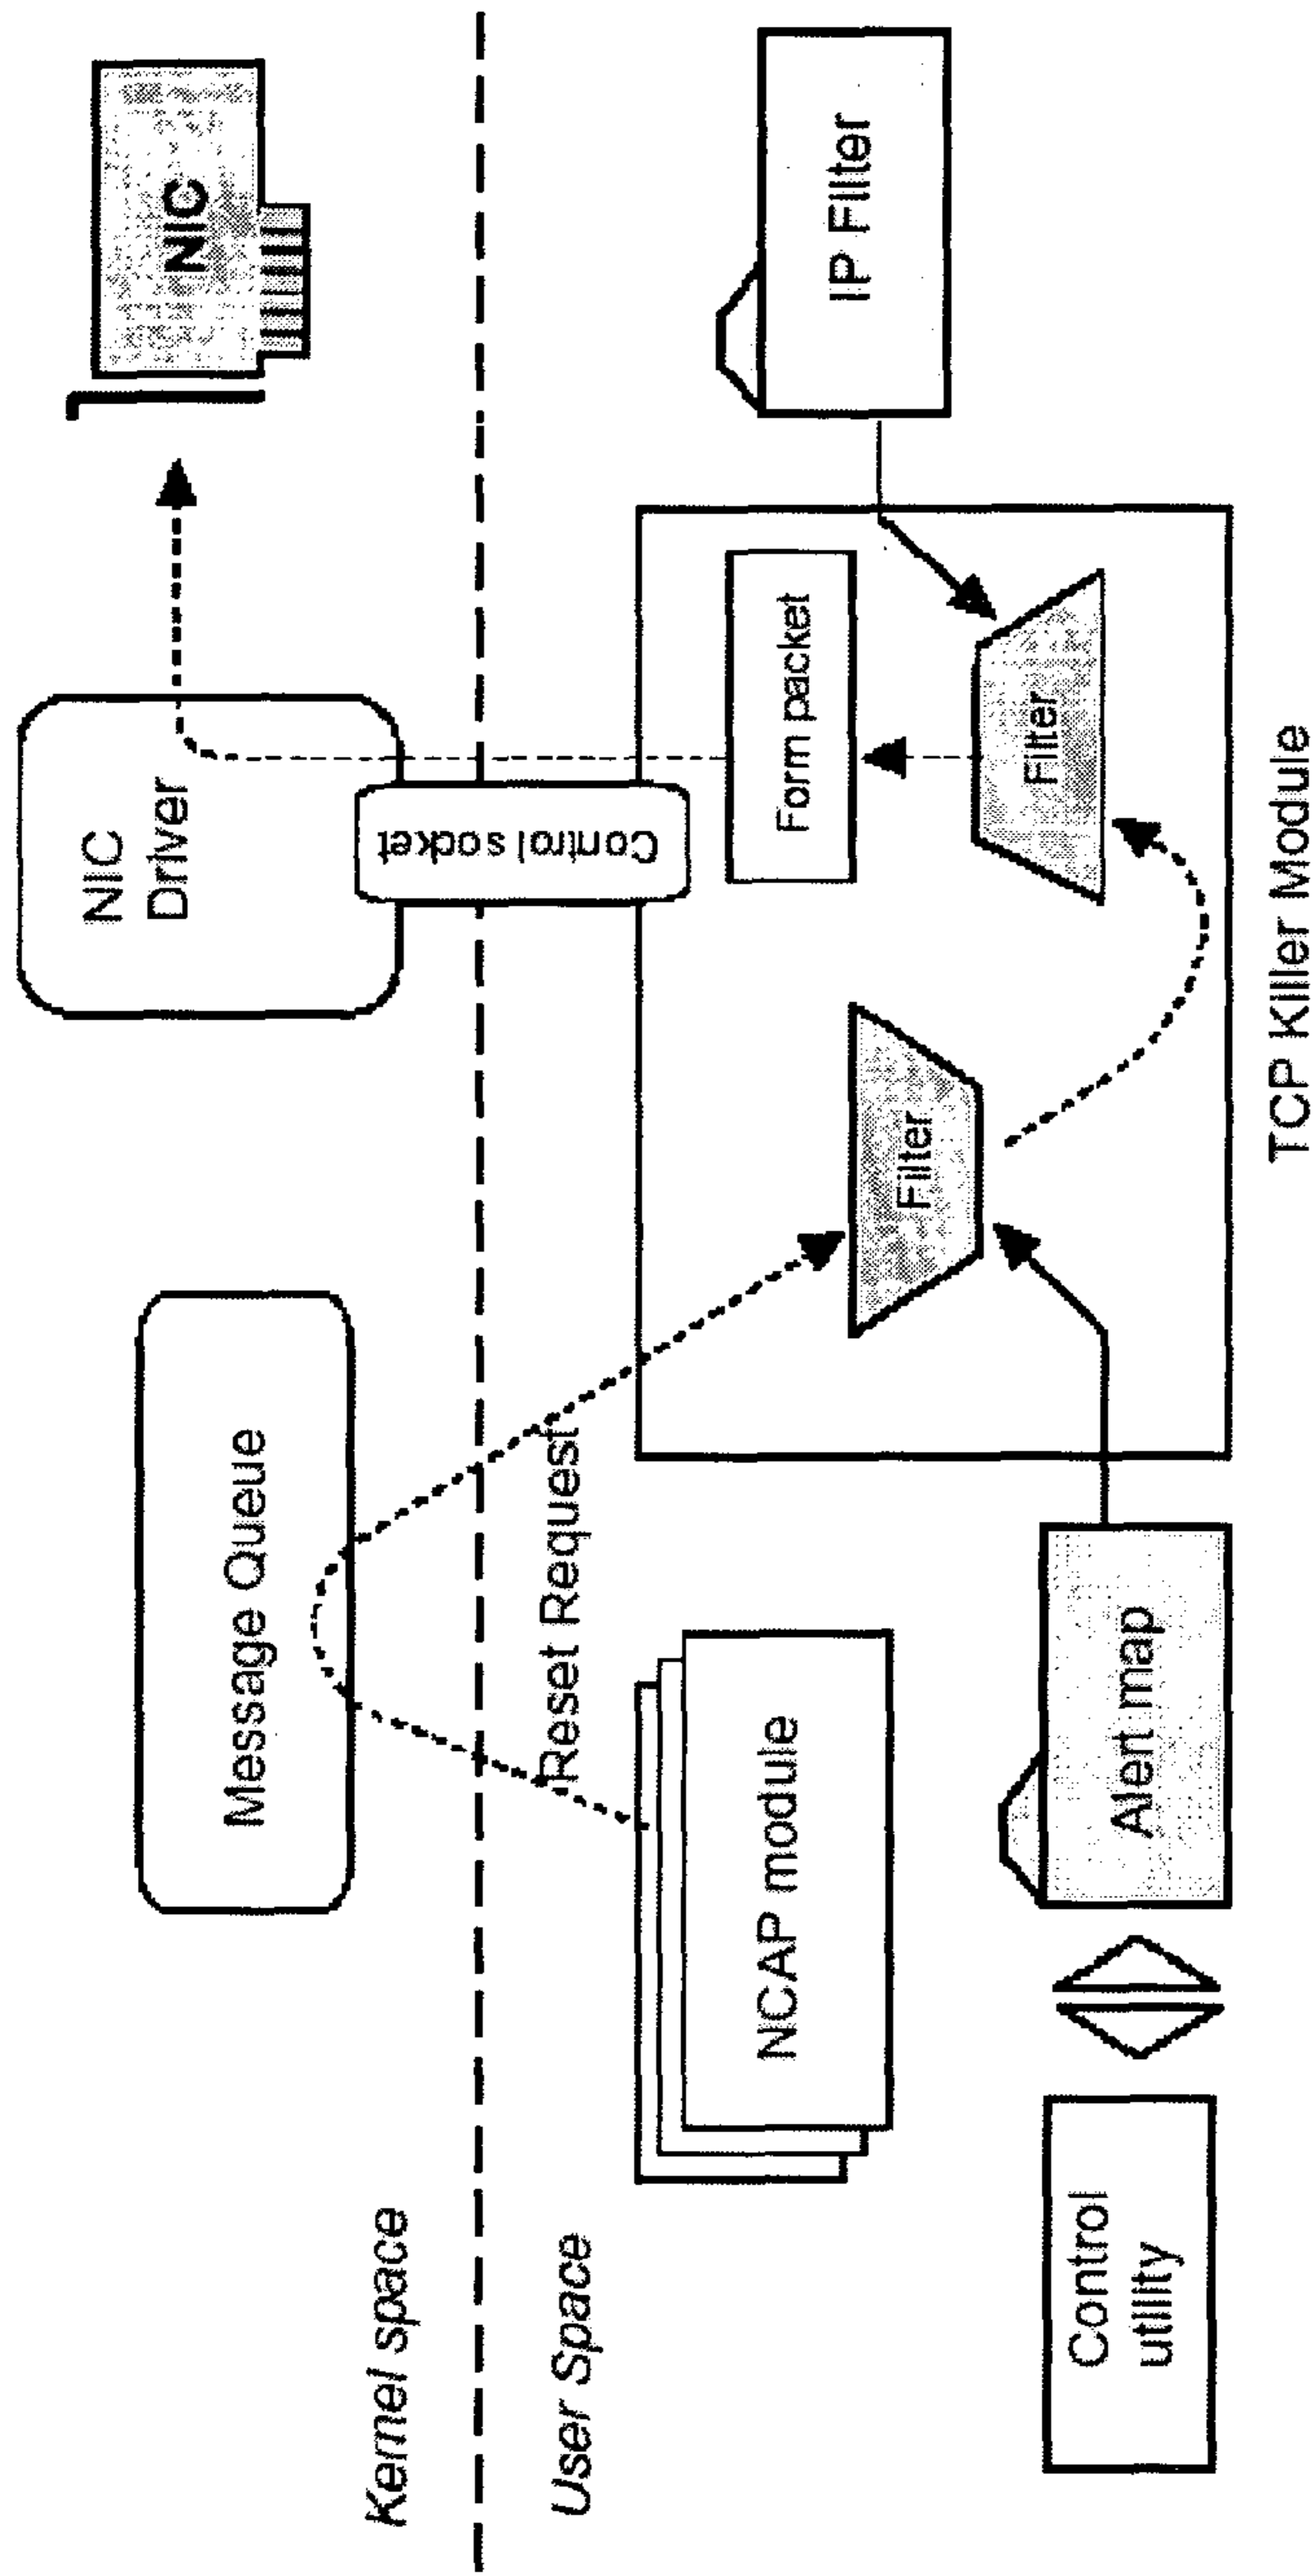 Kernel space
Message Queue
NIC
Driver
NIC
User Space
Reset Request
Control socket
NCAP module
Form packet
IP Filter
Filter
Filter
Control
utility
Alert map
TCP Killer Module